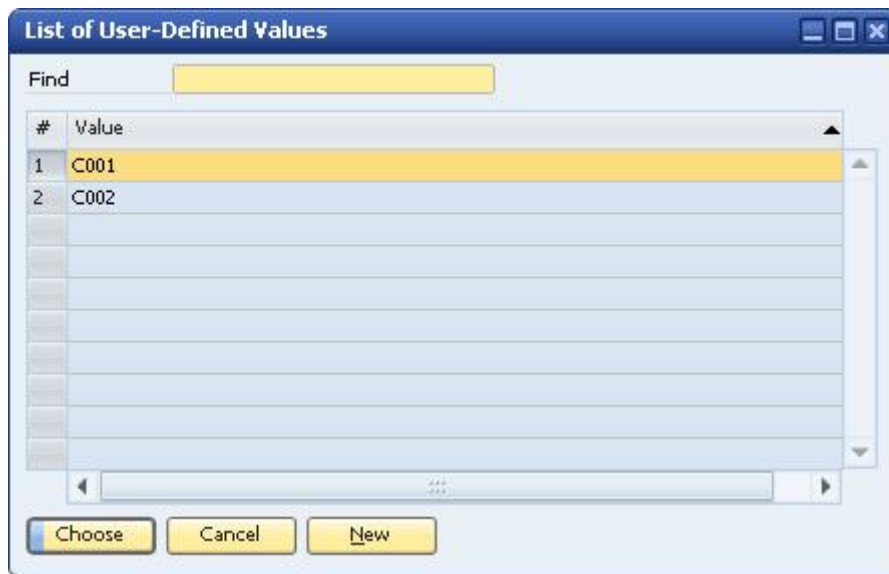 List of User-Defined Values
Find
# Value
1 C001
2 C002
Choose Cancel New